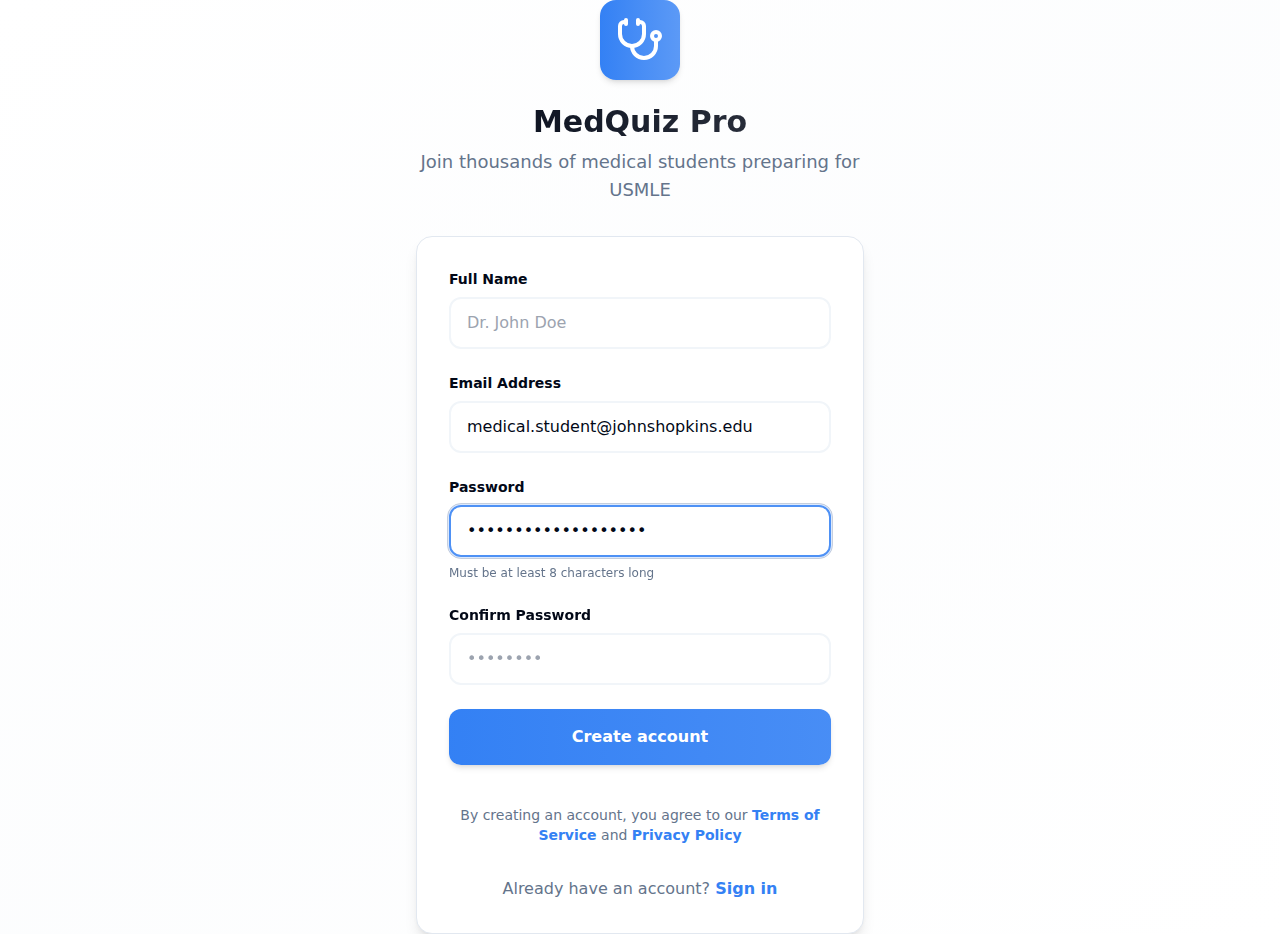 MedQuiz Pro
Join thousands of medical students preparing for
USMLE
Full Name
Dr. John Doe
Email Address
medical.student@johnshopkins.edu
Password
•••••••••••••••••••
Must be at least 8 characters long
Confirm Password
••••••••
Create account
By creating an account, you agree to our Terms of
Service and Privacy Policy
Already have an account? Sign in